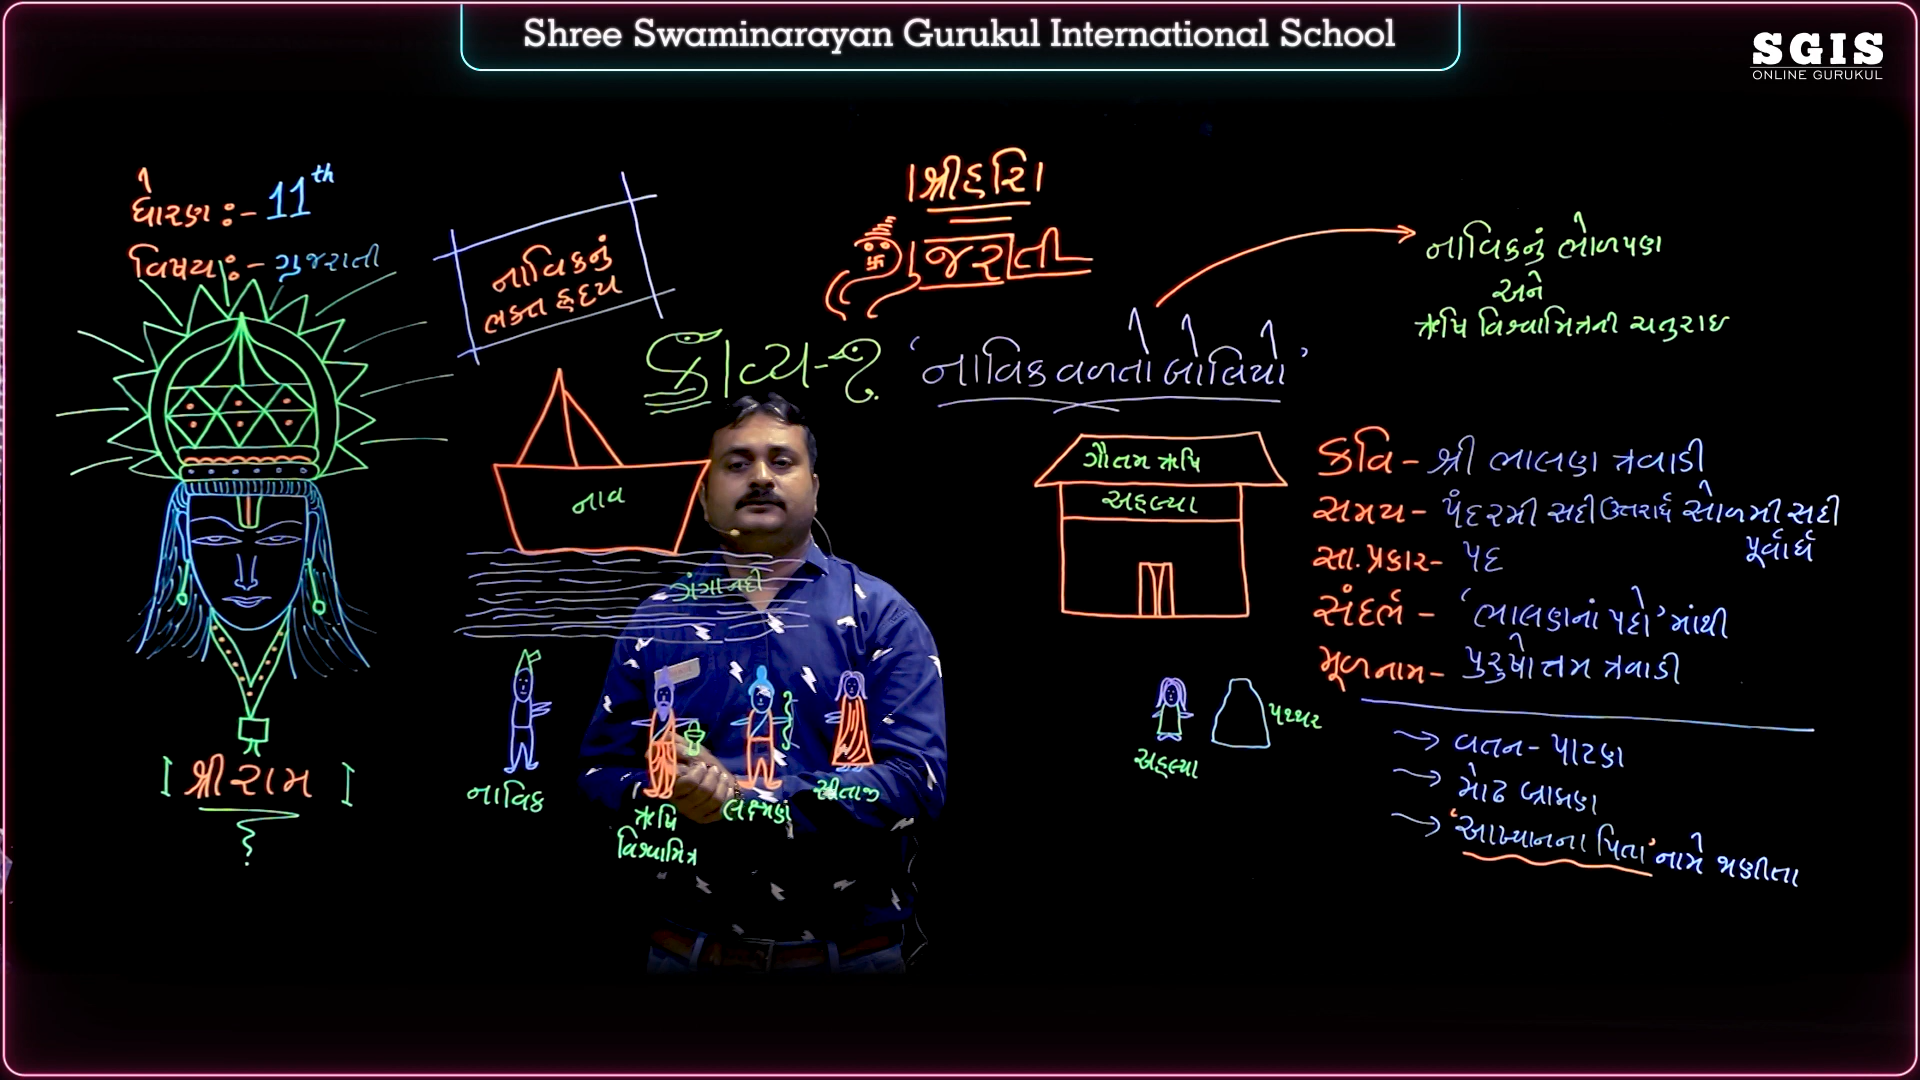 Shree Swaminarayan Gurukul International School
SGIS
ONLINE GURUKUL
ધોરણ :- 11th
વિષય :- ગુજરાતી
નાવિકનું
ભક્ત હૃદય
।શ્રીહરિ।
ગુજરાતી
નાવિકનું ભોળપણ
અને
ઋષિ વિશ્વામિત્રની ચતુરાઇ
કાવ્ય-૨ 'નાવિક વળતો બોલિયો'
નાવ
ગંગા નદી
ગૌતમ ઋષિ
અહલ્યા
કવિ - શ્રી ભાલણ ત્રવાડી
સમય - પંદરમી સદી ઉત્તરાર્ધ સોળમી સદી
પૂર્વાર્ધ
સા. પ્રકાર - પદ
સંદર્ભ - 'ભાલણનાં પદો' માંથી
મૂળનામ - પુરુષોત્તમ ત્રવાડી
→ વતન - પાટણ
→ મોઢ બ્રાહ્મણ
→ 'આખ્યાનના પિતા' નામે જાણીતા
શ્રી રામ
નાવિક
ઋષિ
વિશ્વામિત્ર
લક્ષ્મણ
સીતાજી
અહલ્યા
પથ્થર